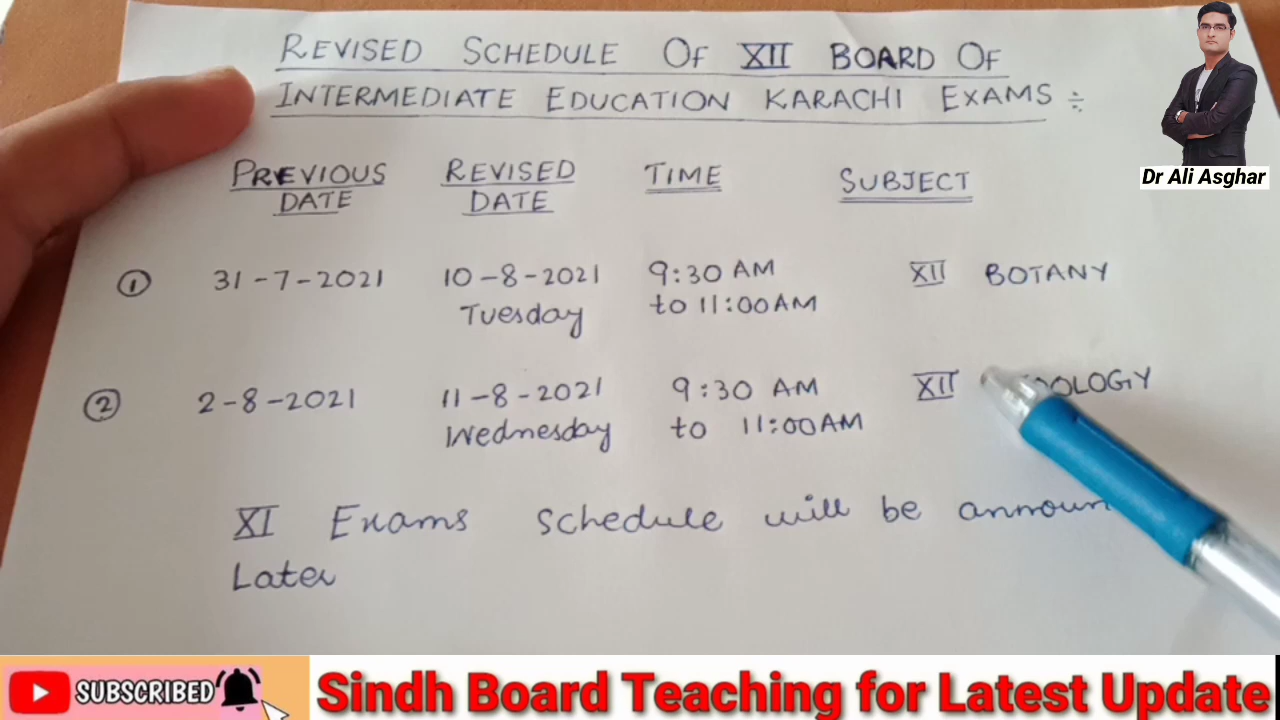 REVISED SCHEDULE OF XII BOARD OF
INTERMEDIATE EDUCATION KARACHI EXAMS ÷
Dr Ali Asghar
PREVIOUS DATE REVISED DATE TIME SUBJECT
① 31-7-2021 10-8-2021 9:30 AM XII BOTANY
Tuesday to 11:00AM
② 2-8-2021 11-8-2021 9:30 AM XII
Wednesday to 11:00AM
XI Exams schedule will be
Later
SUBSCRIBED Sindh Board Teaching for Latest Update